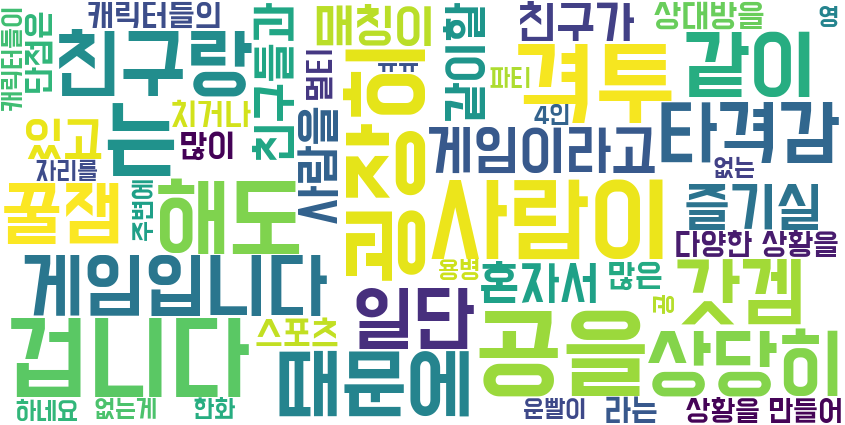 캐릭터들이
단점은
캐릭터들의
친구랑
친구들과
매칭이
멀티
ㅠㅠ
같이할
파티
친구가
4인
격투
상대방을
같이
영
있고
는
치거나
많이
사람을
굉장히
게임이라고
타격감
없는
자리를
꿀잼
주변에
해도
사람이
즐기실
다양한
상황을
게임입니다
일단
용병
혼자서
많은
공
갓겜
겁니다
스포츠
때문에
공을
상당히
하네요
없는게
한화
운빨이
라는
상황을 만들어